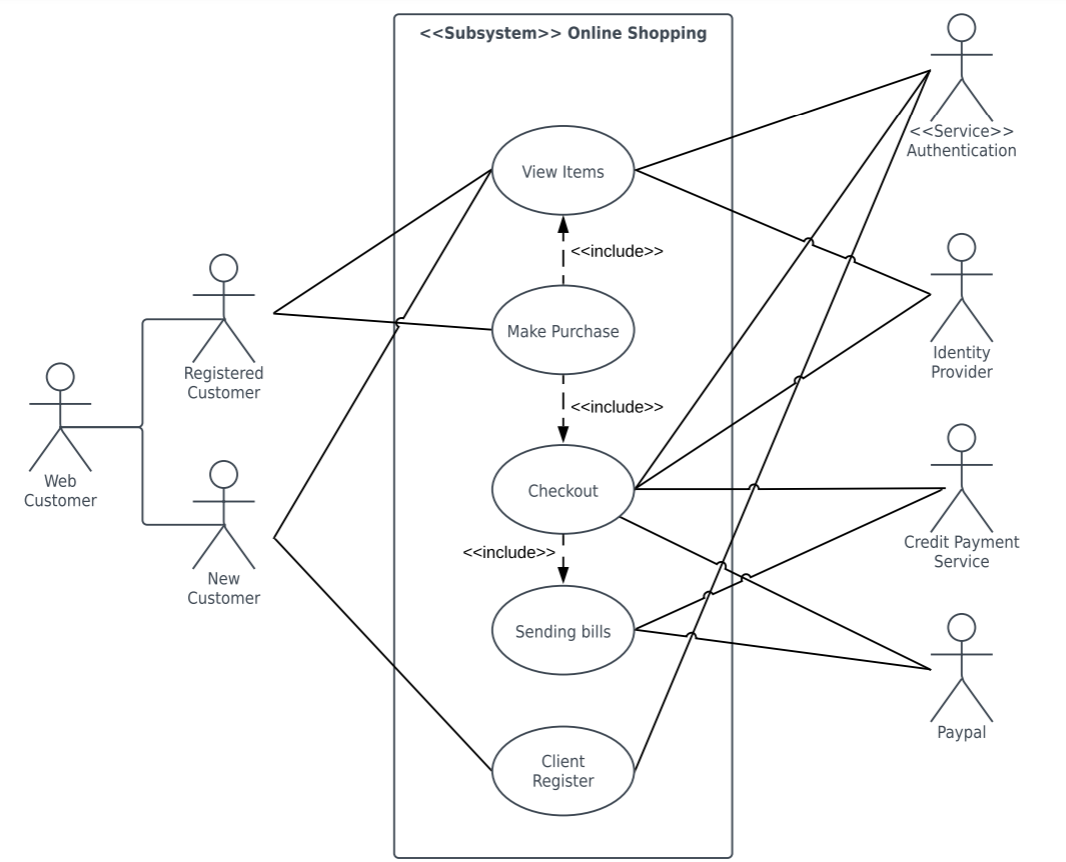 <<Subsystem>> Online Shopping
<<Service>>
Authentication
View Items
<<include>>
Identity
Provider
Registered
Customer
Make Purchase
<<include>>
Web
Customer
Checkout
Credit Payment
Service
<<include>>
New
Customer
Sending bills
Paypal
Client
Register